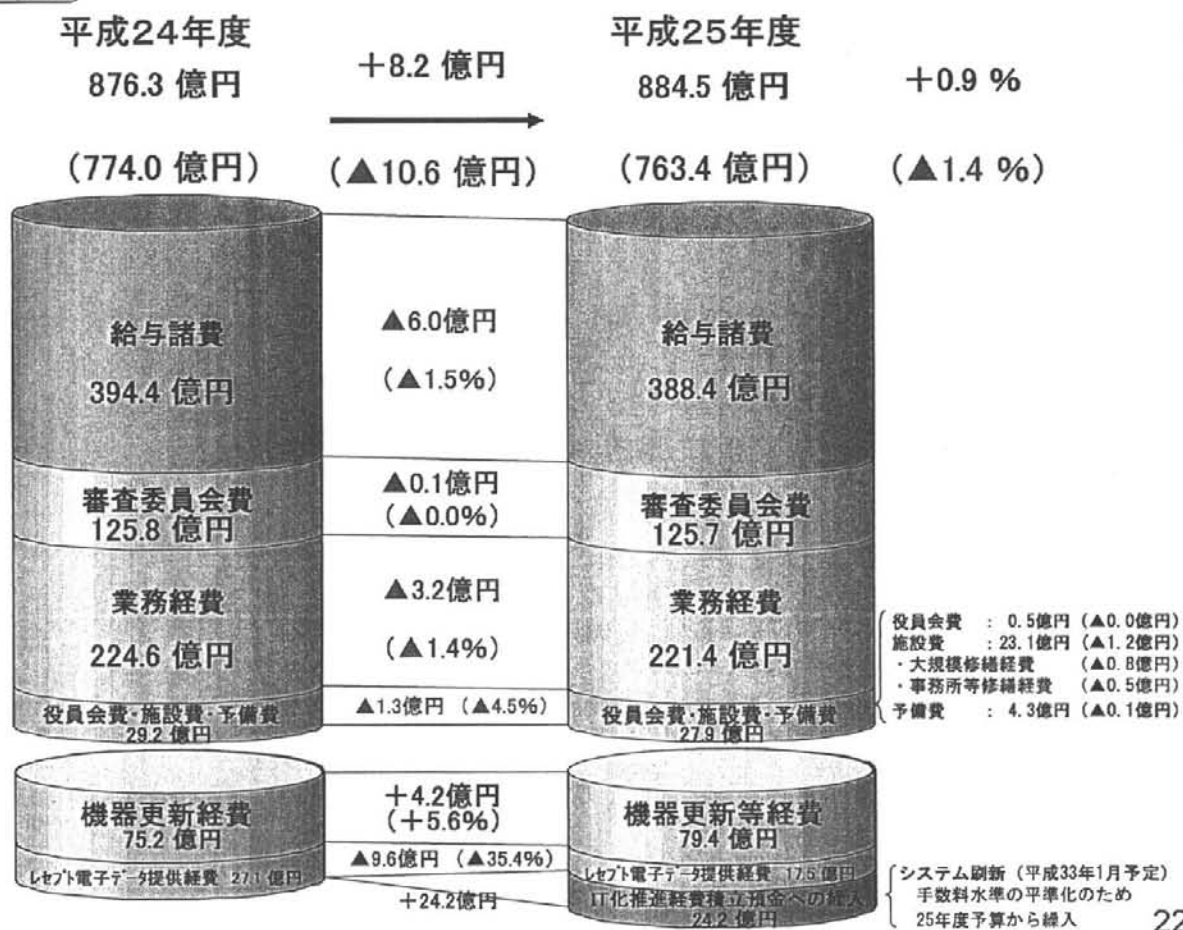 平成24年度
876.3 億円
(774.0 億円)
+8.2 億円
(▲10.6 億円)
平成25年度
884.5 億円
(763.4 億円)
+0.9 %
(▲1.4 %)
給与諸費
394.4 億円
▲6.0億円
(▲1.5%)
給与諸費
388.4 億円
審査委員会費
125.8 億円
▲0.1億円
(▲0.0%)
審査委員会費
125.7 億円
業務経費
224.6 億円
▲3.2億円
(▲1.4%)
業務経費
221.4 億円
役員会費・施設費・予備費
29.2 億円
▲1.3億円 (▲4.5%)
役員会費・施設費・予備費
27.9 億円
役員会費 : 0.5億円 (▲0.0億円)
施設費 : 23.1億円 (▲1.2億円)
・大規模修繕経費 (▲0.8億円)
・事務所等修繕経費 (▲0.5億円)
予備費 : 4.3億円 (▲0.1億円)
機器更新経費
75.2 億円
+4.2億円
(+5.6%)
機器更新等経費
79.4 億円
レセプト電子データ提供経費 27.1 億円
▲9.6億円 (▲35.4%)
レセプト電子データ提供経費 17.5 億円
+24.2億円
IT化推進経費積立預金への繰入
24.2 億円
システム刷新 (平成33年1月予定)
手数料水準の平準化のため
25年度予算から繰入
22